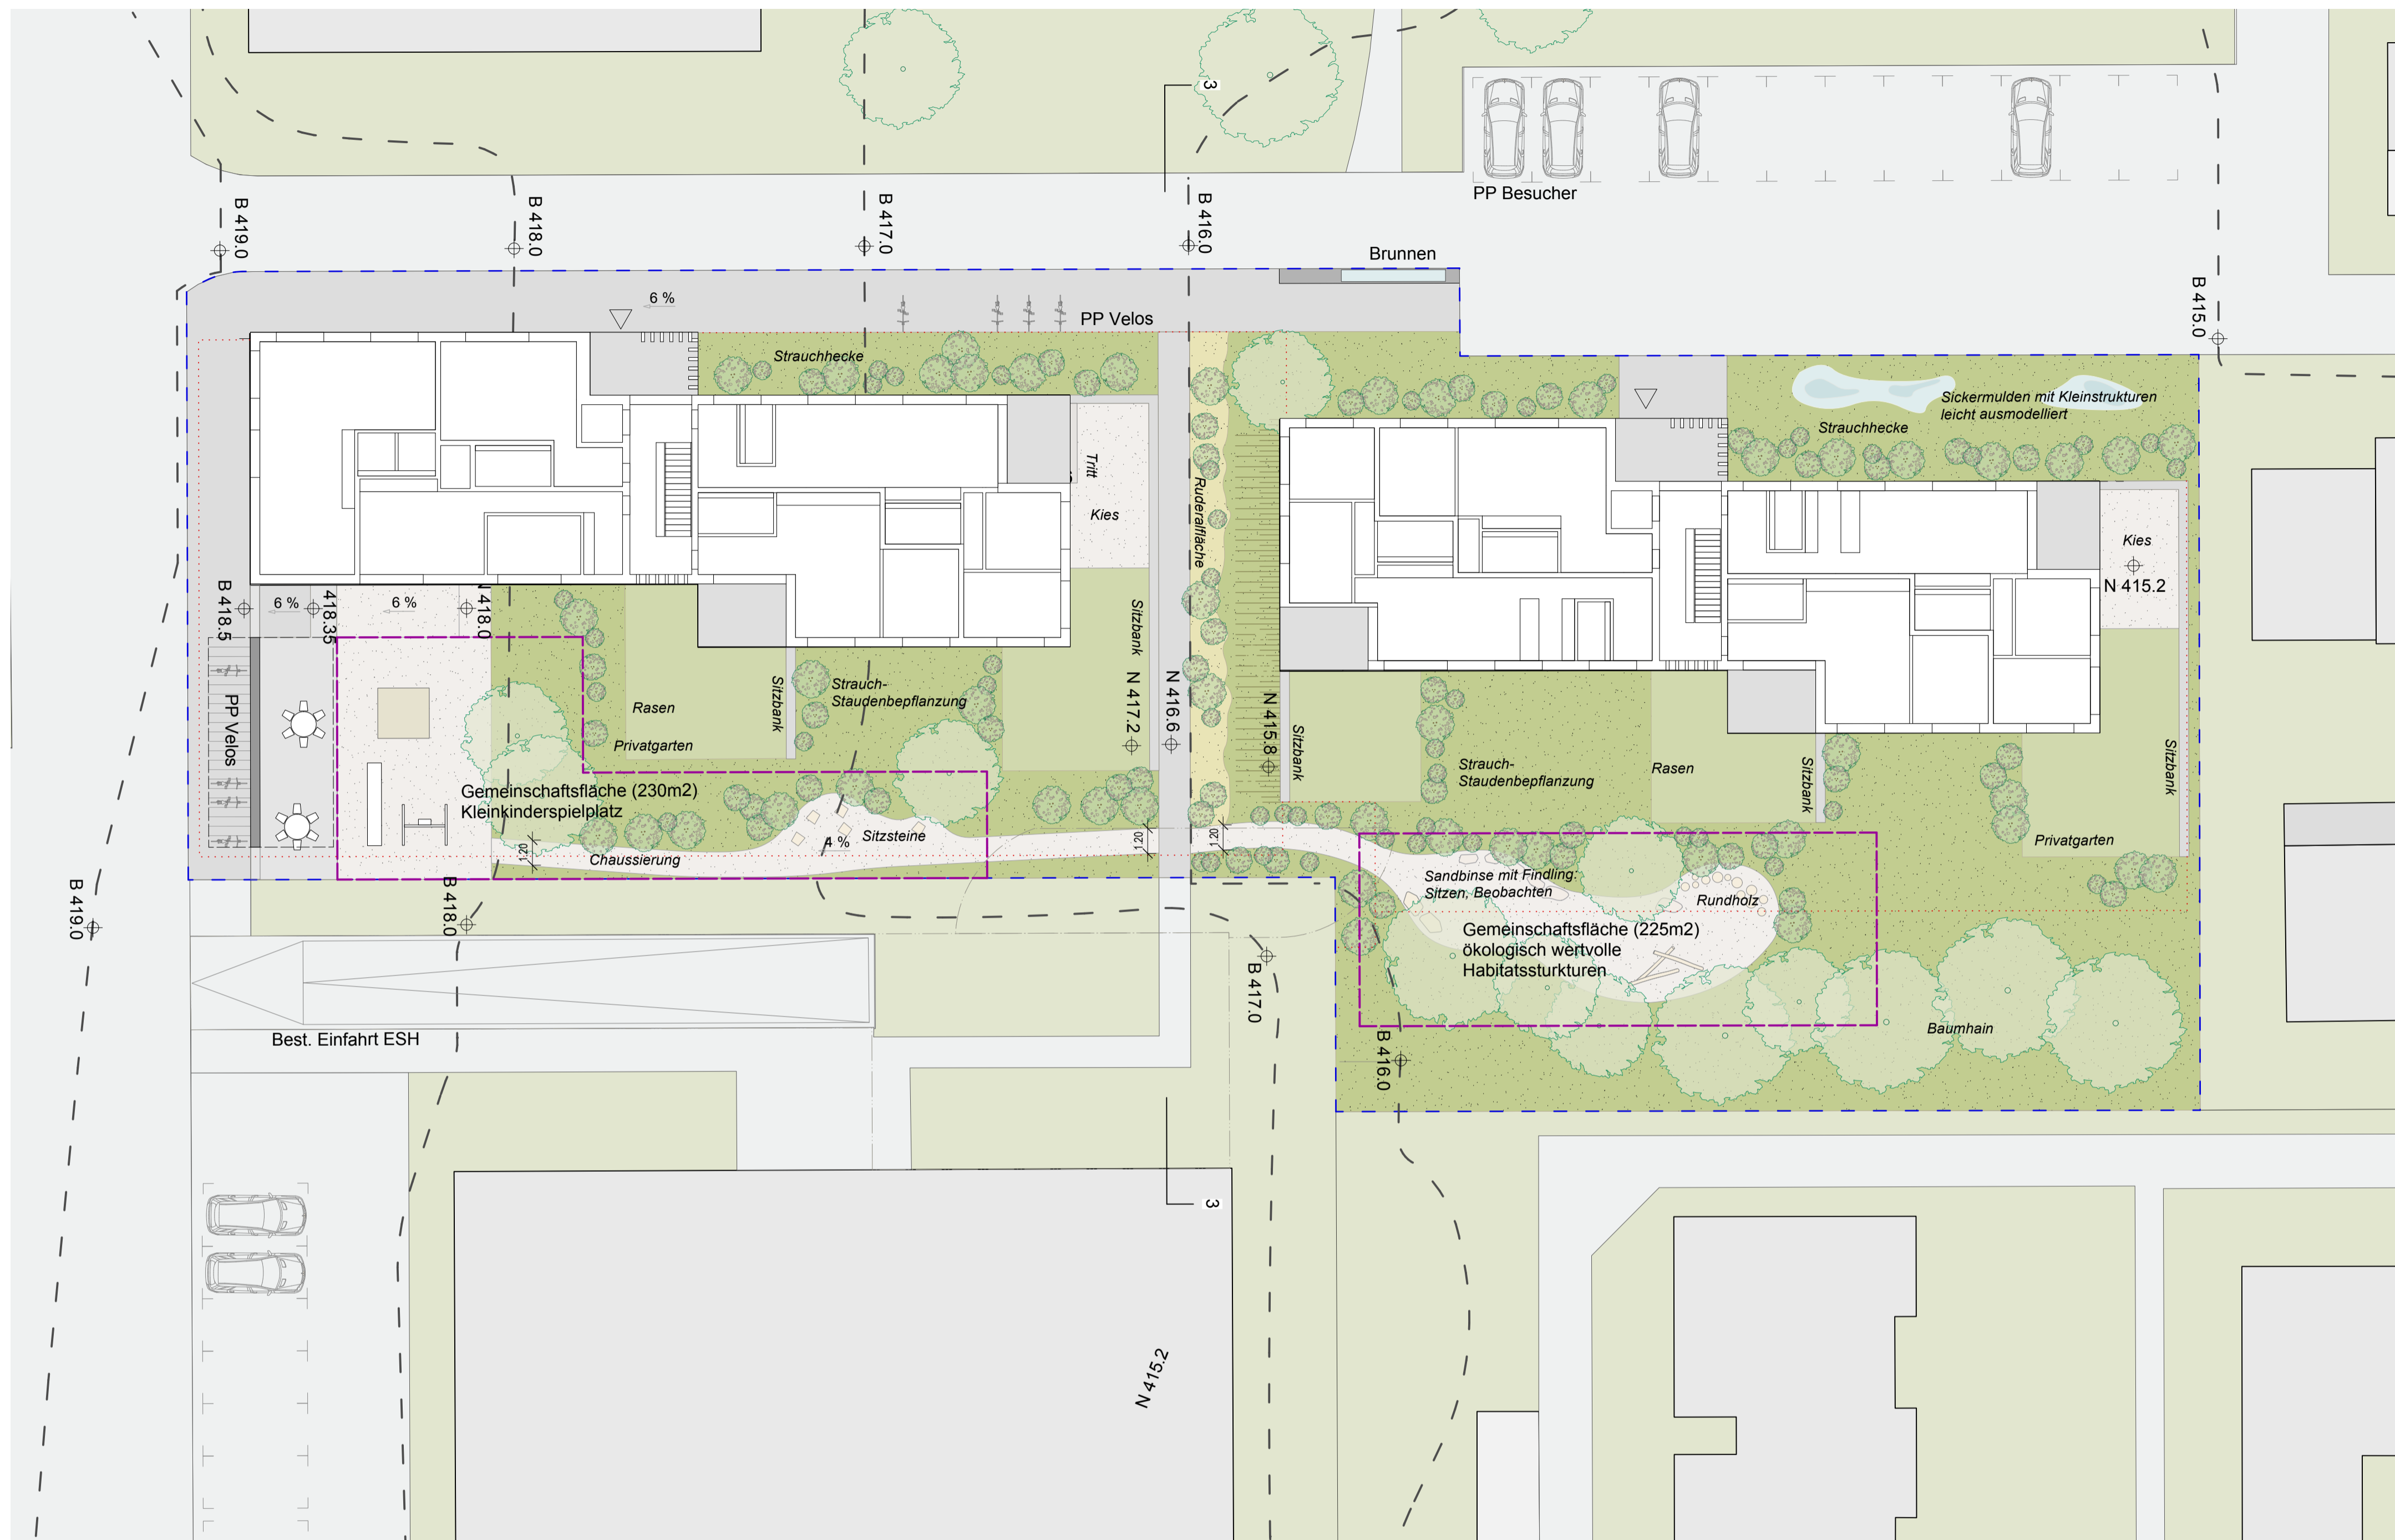 3
PP Besucher
B 419.0
B 418.0
B 417.0
B 416.0
Brunnen
B 415.0
6 %
PP Velos
Strauchhecke
Sickermulden mit Kleinstrukturen
leicht ausmodelliert
Strauchhecke
Tritt
Kies
Ruderalfläche
Kies
N 415.2
B 418.5
6 %
418.35
6 %
N 418.0
Sitzbank
N 417.2
N 416.6
N 415.8
Sitzbank
PP Velos
Rasen
Privatgarten
Sitzbank
Strauch-
Staudenbepflanzung
Strauch-
Staudenbepflanzung
Rasen
Sitzbank
Sitzbank
Privatgarten
Gemeinschaftsfläche (230m2)
Kleinkinderspielplatz
Sitzsteine
4 %
Chaussierung
1.20
1.20
1.20
Sandbinse mit Findling:
Sitzen, Beobachten
Rundholz
Gemeinschaftsfläche (225m2)
ökologisch wertvolle
Habitatssturkturen
Baumhain
B 419.0
B 418.0
B 417.0
B 416.0
Best. Einfahrt ESH
3
N 415.2